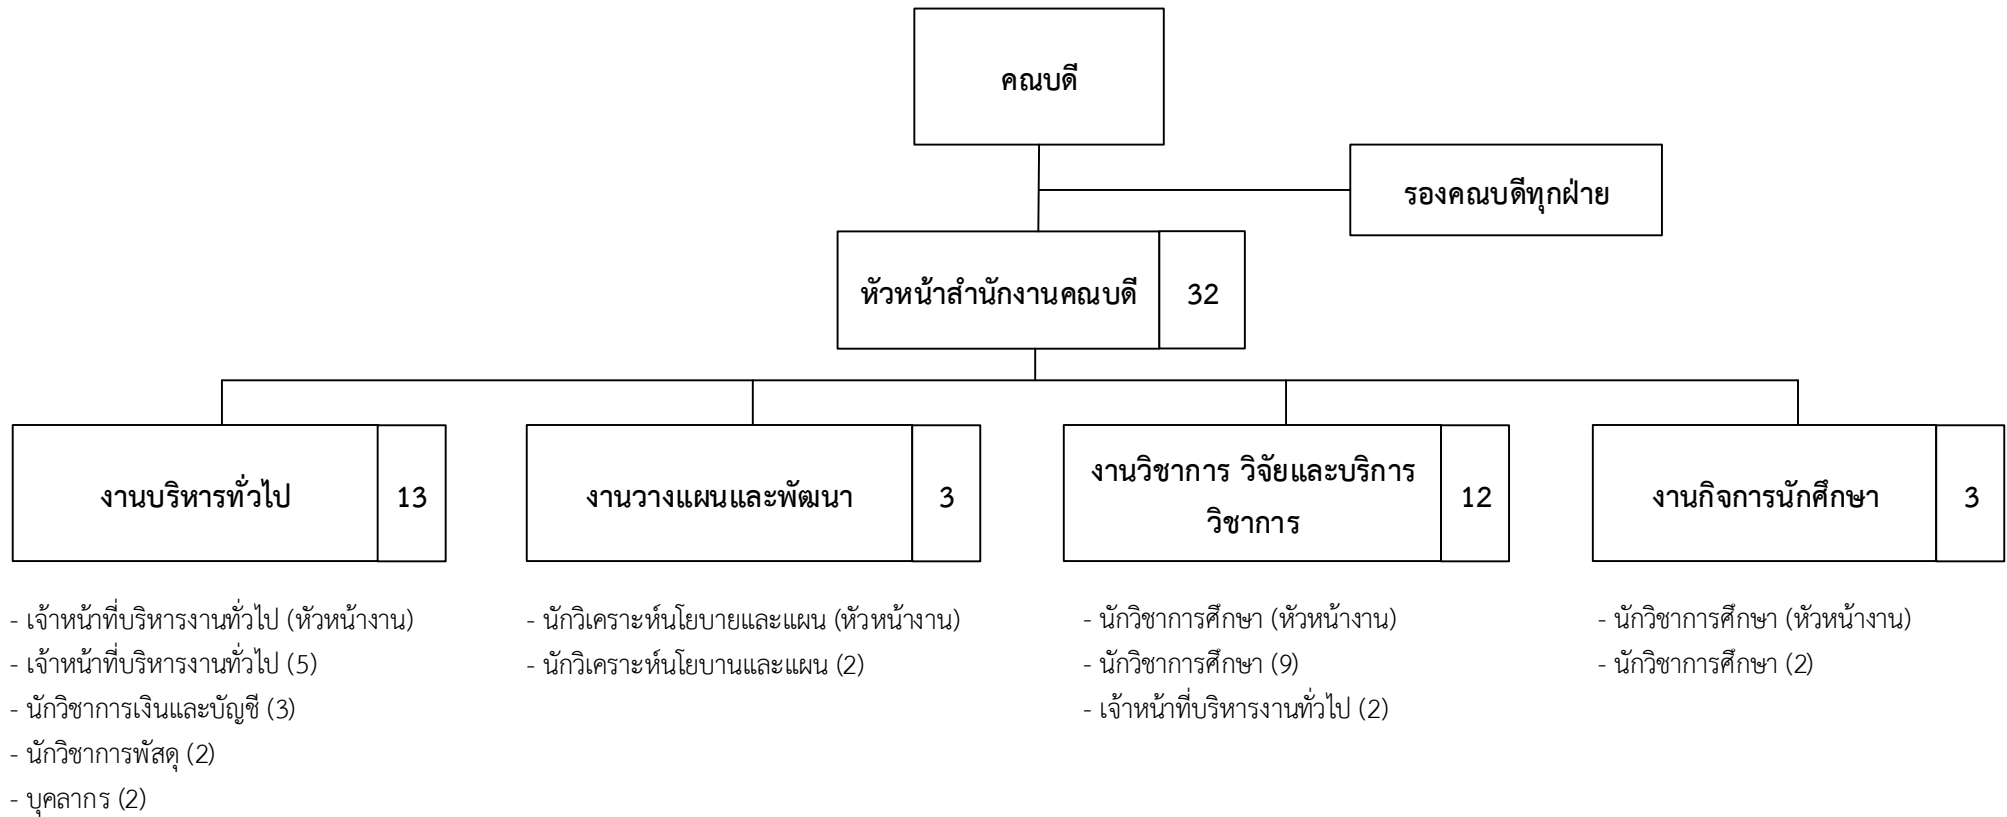 คณบดี
รองคณบดีทุกฝ่าย
หัวหน้าสำนักงานคณบดี 32
งานบริหารทั่วไป 13
งานวางแผนและพัฒนา 3
งานวิชาการ วิจัยและบริการ
วิชาการ 12
งานกิจการนักศึกษา 3
- เจ้าหน้าที่บริหารงานทั่วไป (หัวหน้างาน)
- เจ้าหน้าที่บริหารงานทั่วไป (5)
- นักวิชาการเงินและบัญชี (3)
- นักวิชาการพัสดุ (2)
- บุคลากร (2)
- นักวิเคราะห์นโยบายและแผน (หัวหน้างาน)
- นักวิเคราะห์นโยบานและแผน (2)
- นักวิชาการศึกษา (หัวหน้างาน)
- นักวิชาการศึกษา (9)
- เจ้าหน้าที่บริหารงานทั่วไป (2)
- นักวิชาการศึกษา (หัวหน้างาน)
- นักวิชาการศึกษา (2)